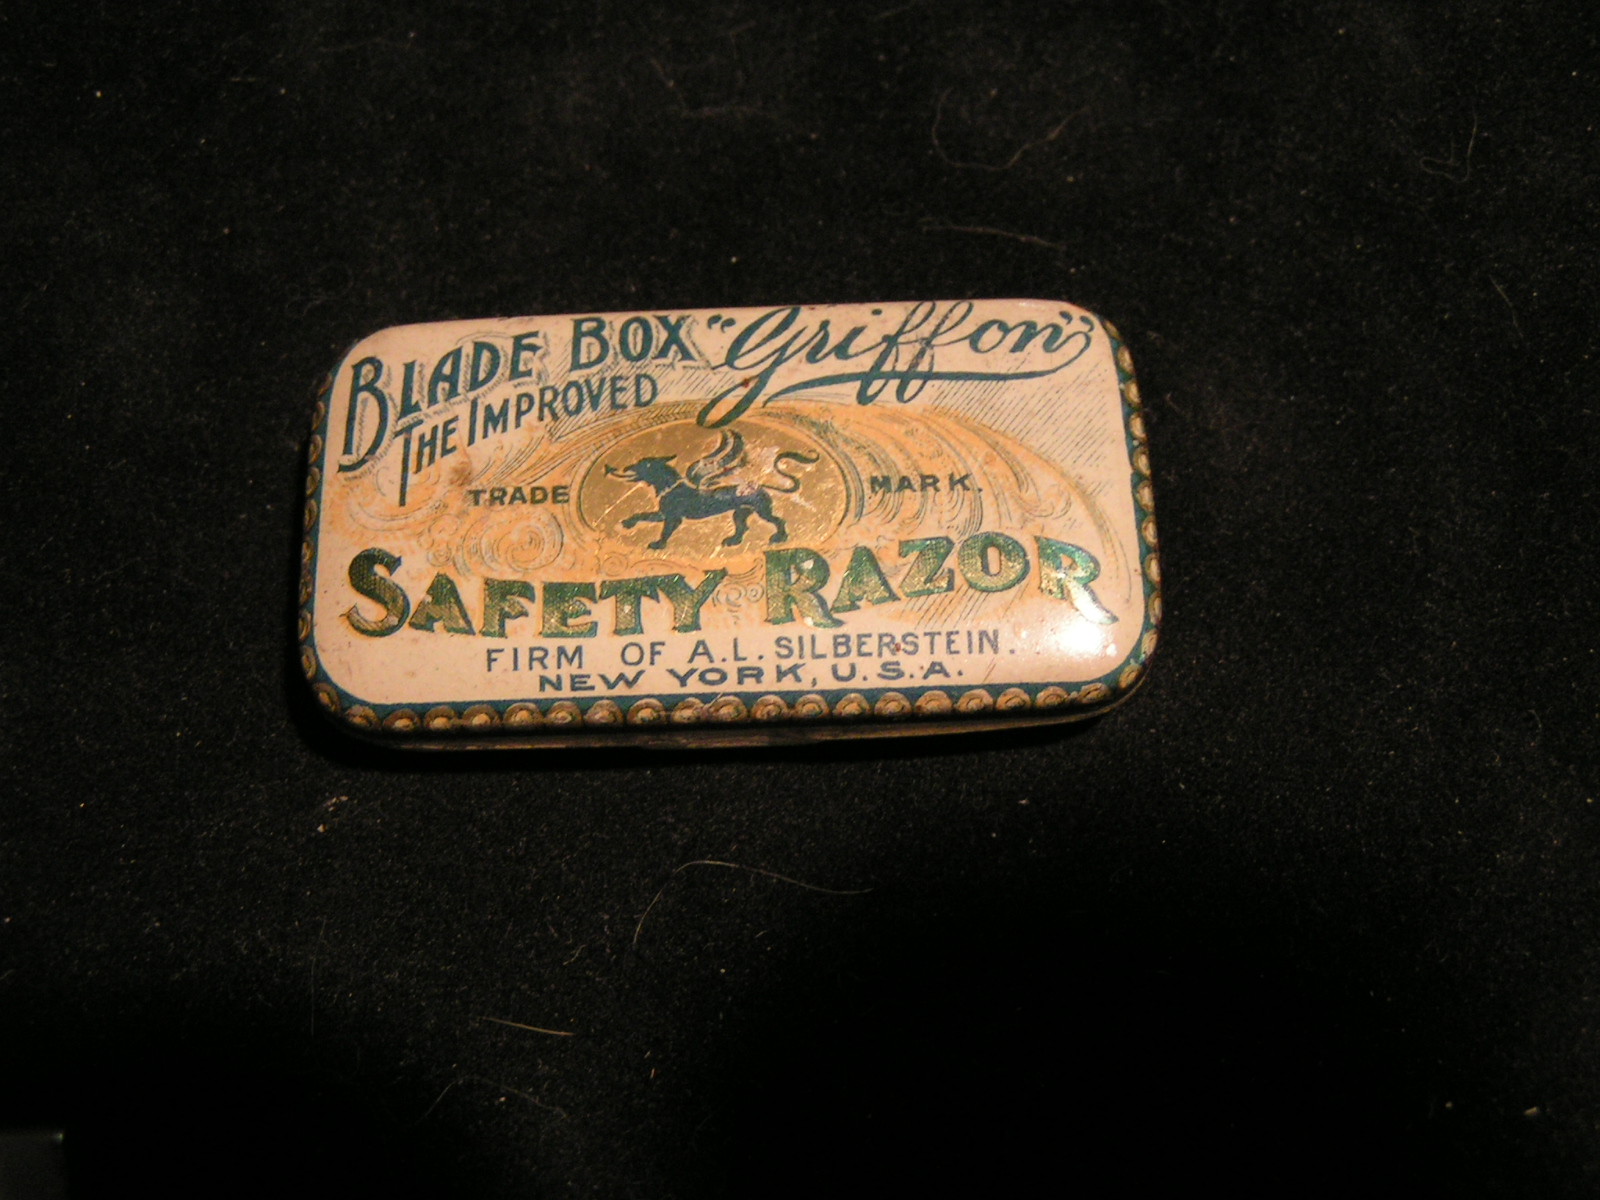 BLADE BOX "Griffon"
THE IMPROVED
TRADE MARK.
SAFETY RAZOR
FIRM OF A.L. SILBERSTEIN.
NEW YORK, U.S.A.